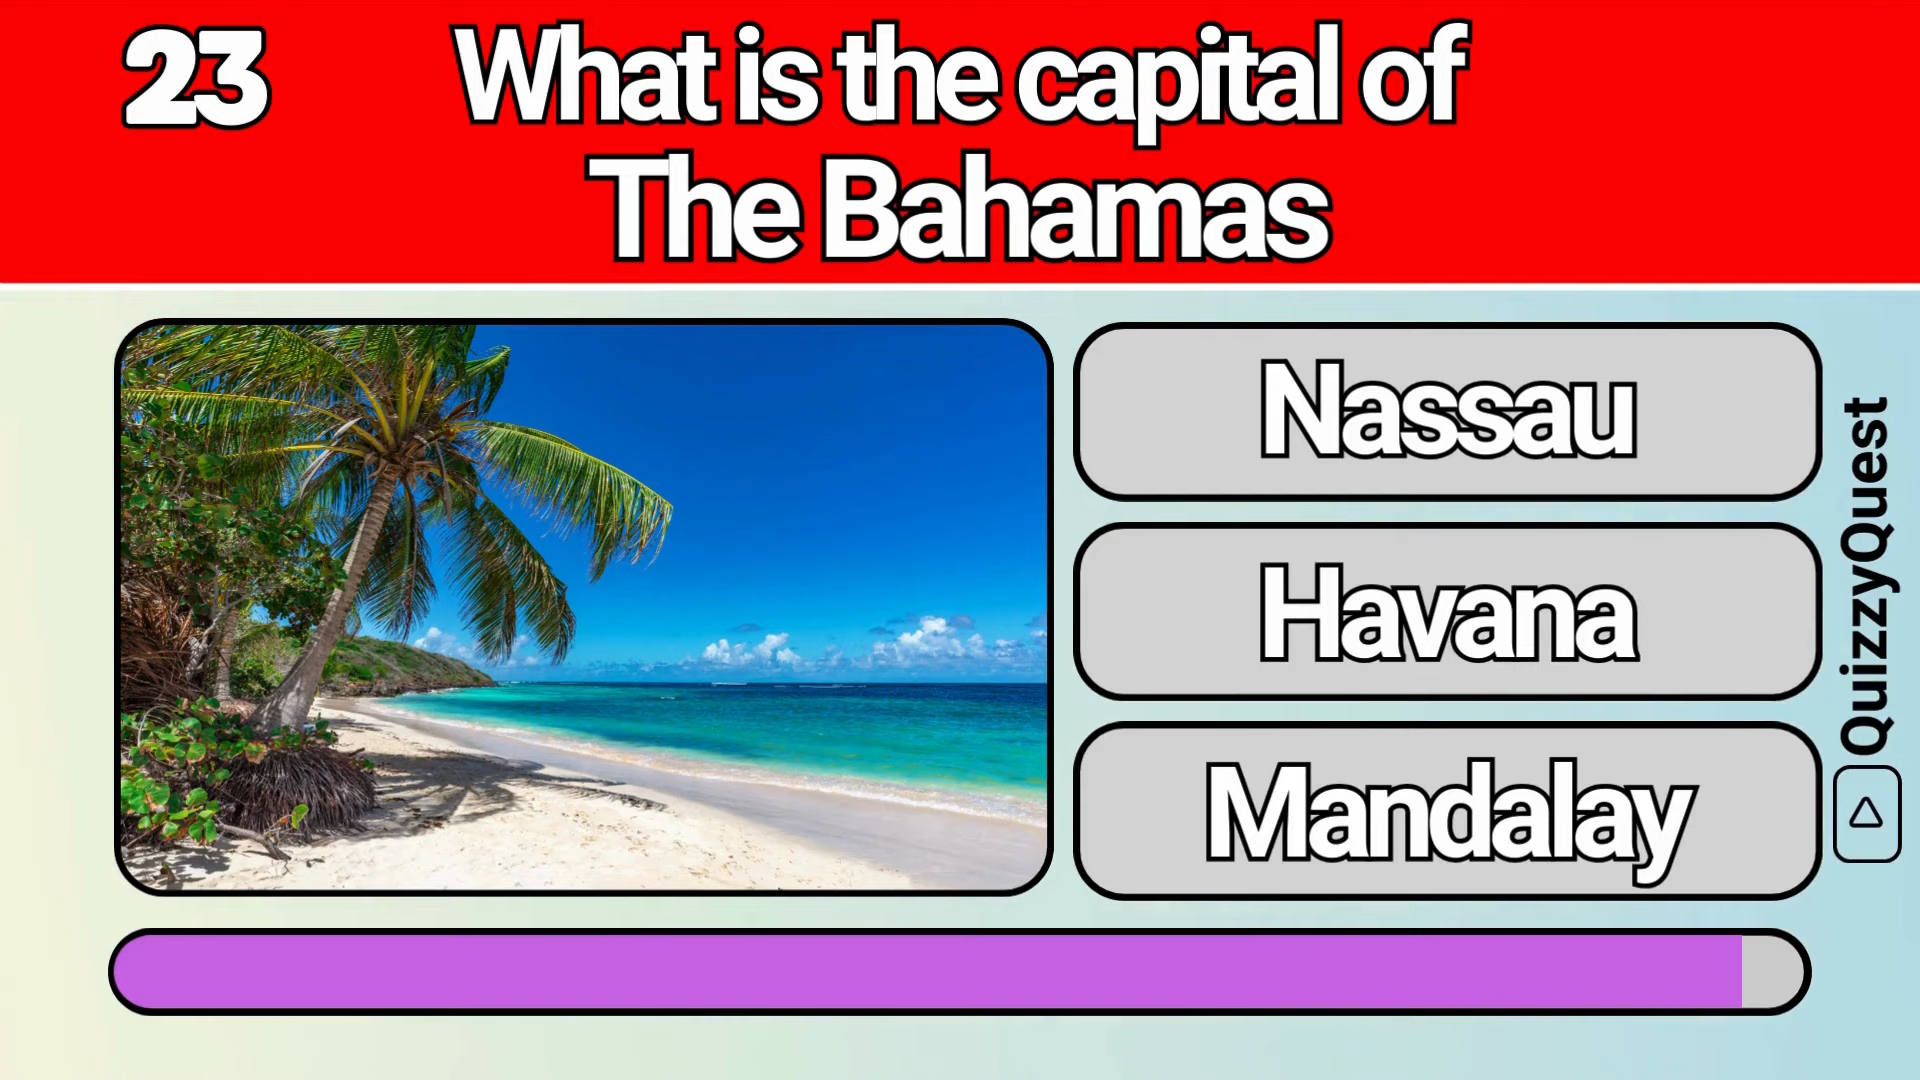 23
What is the capital of
The Bahamas
Nassau
Havana
Mandalay
QuizzyQuest